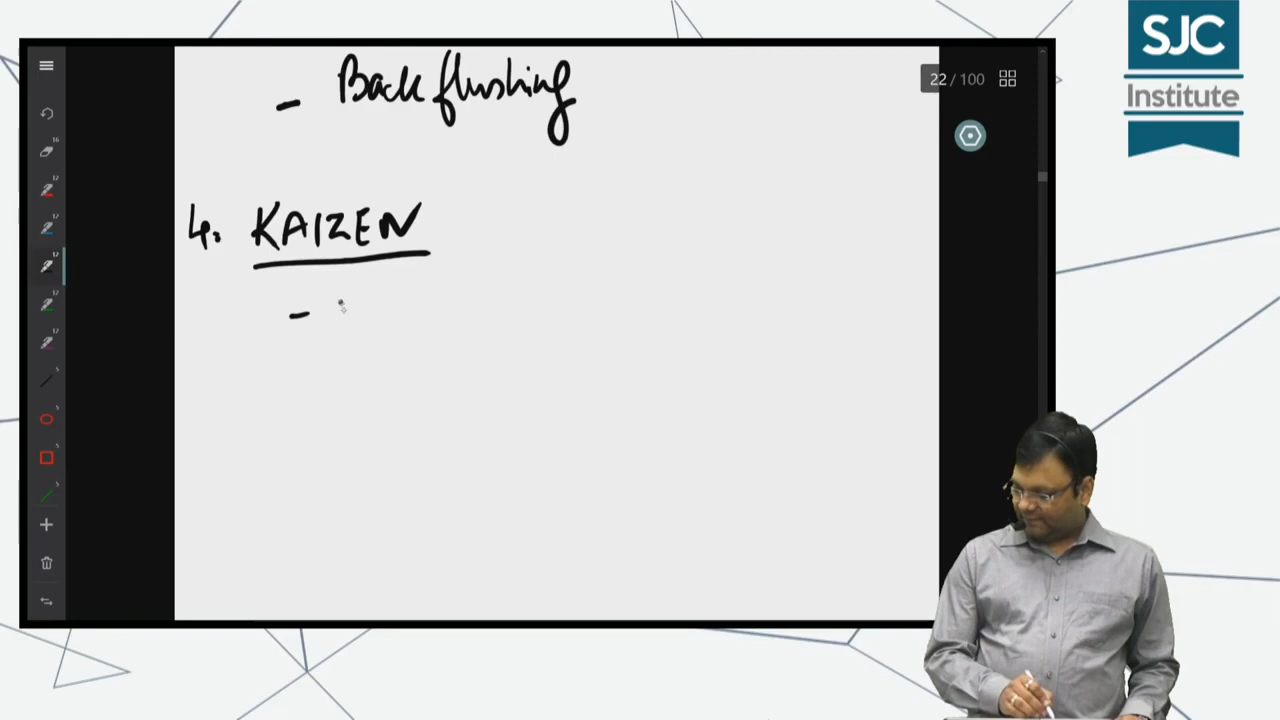 SJC
Institute
22 / 100
- Back flushing
4. KAIZEN
-